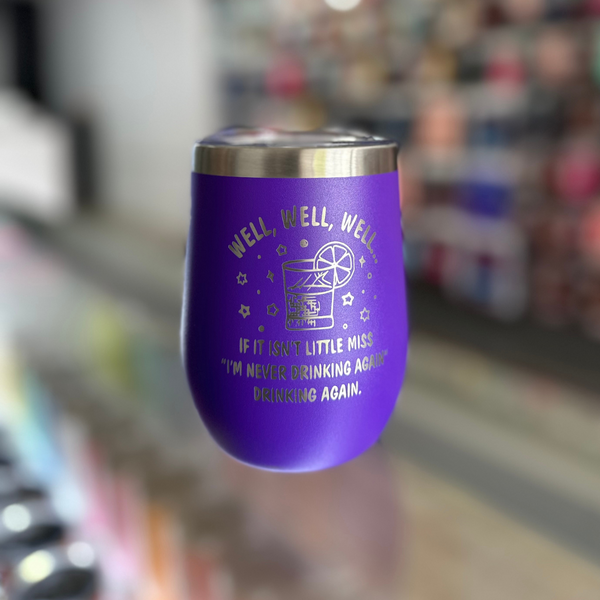 WELL, WELL, WELL...
IF IT ISN'T LITTLE MISS
"I'M NEVER DRINKING AGAIN"
DRINKING AGAIN.